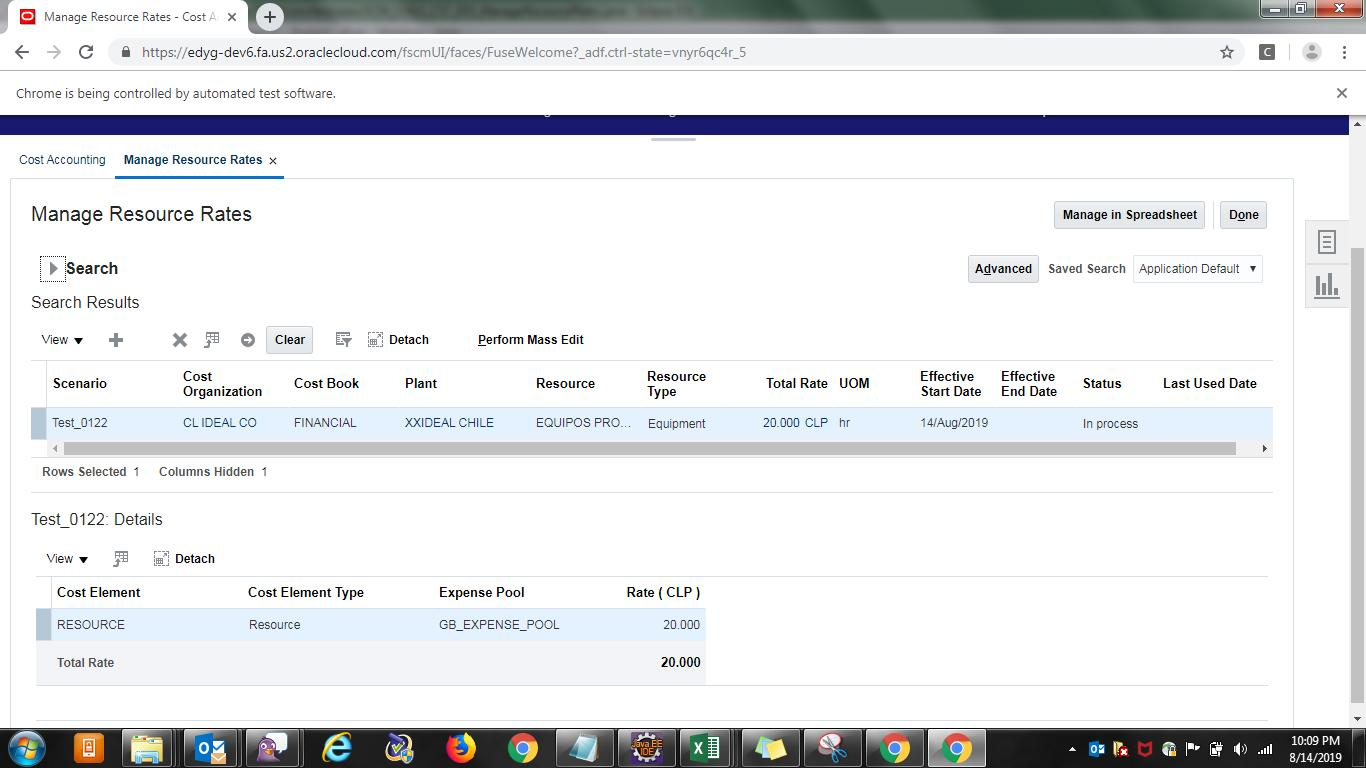 Manage Resource Rates - Cost A
https://edyg-dev6.fa.us2.oraclecloud.com/fscmUI/faces/FuseWelcome?_adf.ctrl-state=vnyr6qc4r_5
C
Chrome is being controlled by automated test software.
Cost Accounting Manage Resource Rates
Manage Resource Rates Manage in Spreadsheet Done
Search Advanced Saved Search Application Default
Search Results
View Clear Detach Perform Mass Edit
Scenario Cost Organization Cost Book Plant Resource Resource Type Total Rate UOM Effective Start Date Effective End Date Status Last Used Date
Test_0122 CL IDEAL CO FINANCIAL XXIDEAL CHILE EQUIPOS PRO... Equipment 20.000 CLP hr 14/Aug/2019 In process
Rows Selected 1 Columns Hidden 1
Test_0122: Details
View Detach
Cost Element Cost Element Type Expense Pool Rate ( CLP )
RESOURCE Resource GB_EXPENSE_POOL 20.000
Total Rate 20.000
Java EE
IDE
10:09 PM
8/14/2019